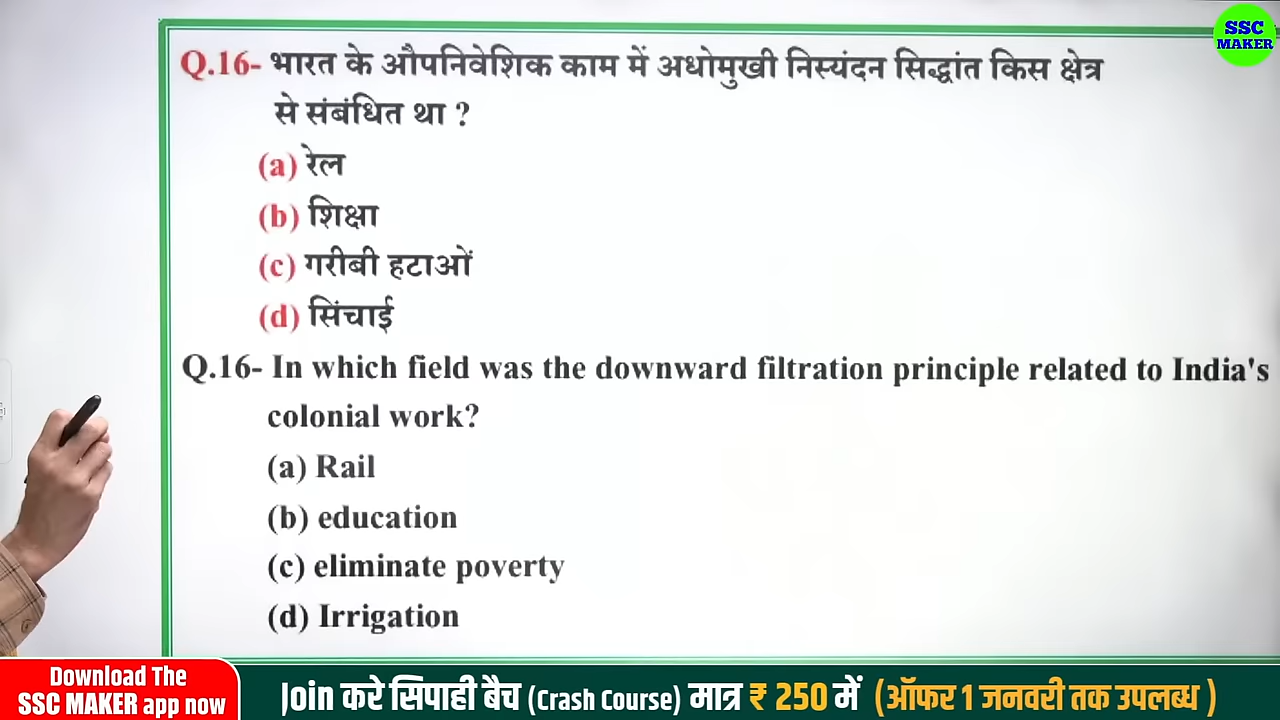 SSC
MAKER
Q.16- भारत के औपनिवेशिक काम में अधोमुखी निस्यंदन सिद्धांत किस क्षेत्र
से संबंधित था ?
(a) रेल
(b) शिक्षा
(c) गरीबी हटाओं
(d) सिंचाई
Q.16- In which field was the downward filtration principle related to India's
colonial work?
(a) Rail
(b) education
(c) eliminate poverty
(d) Irrigation
Download The
SSC MAKER app now
Join करे सिपाही बैच (Crash Course) मात्र ₹ 250 में (ऑफर 1 जनवरी तक उपलब्ध )